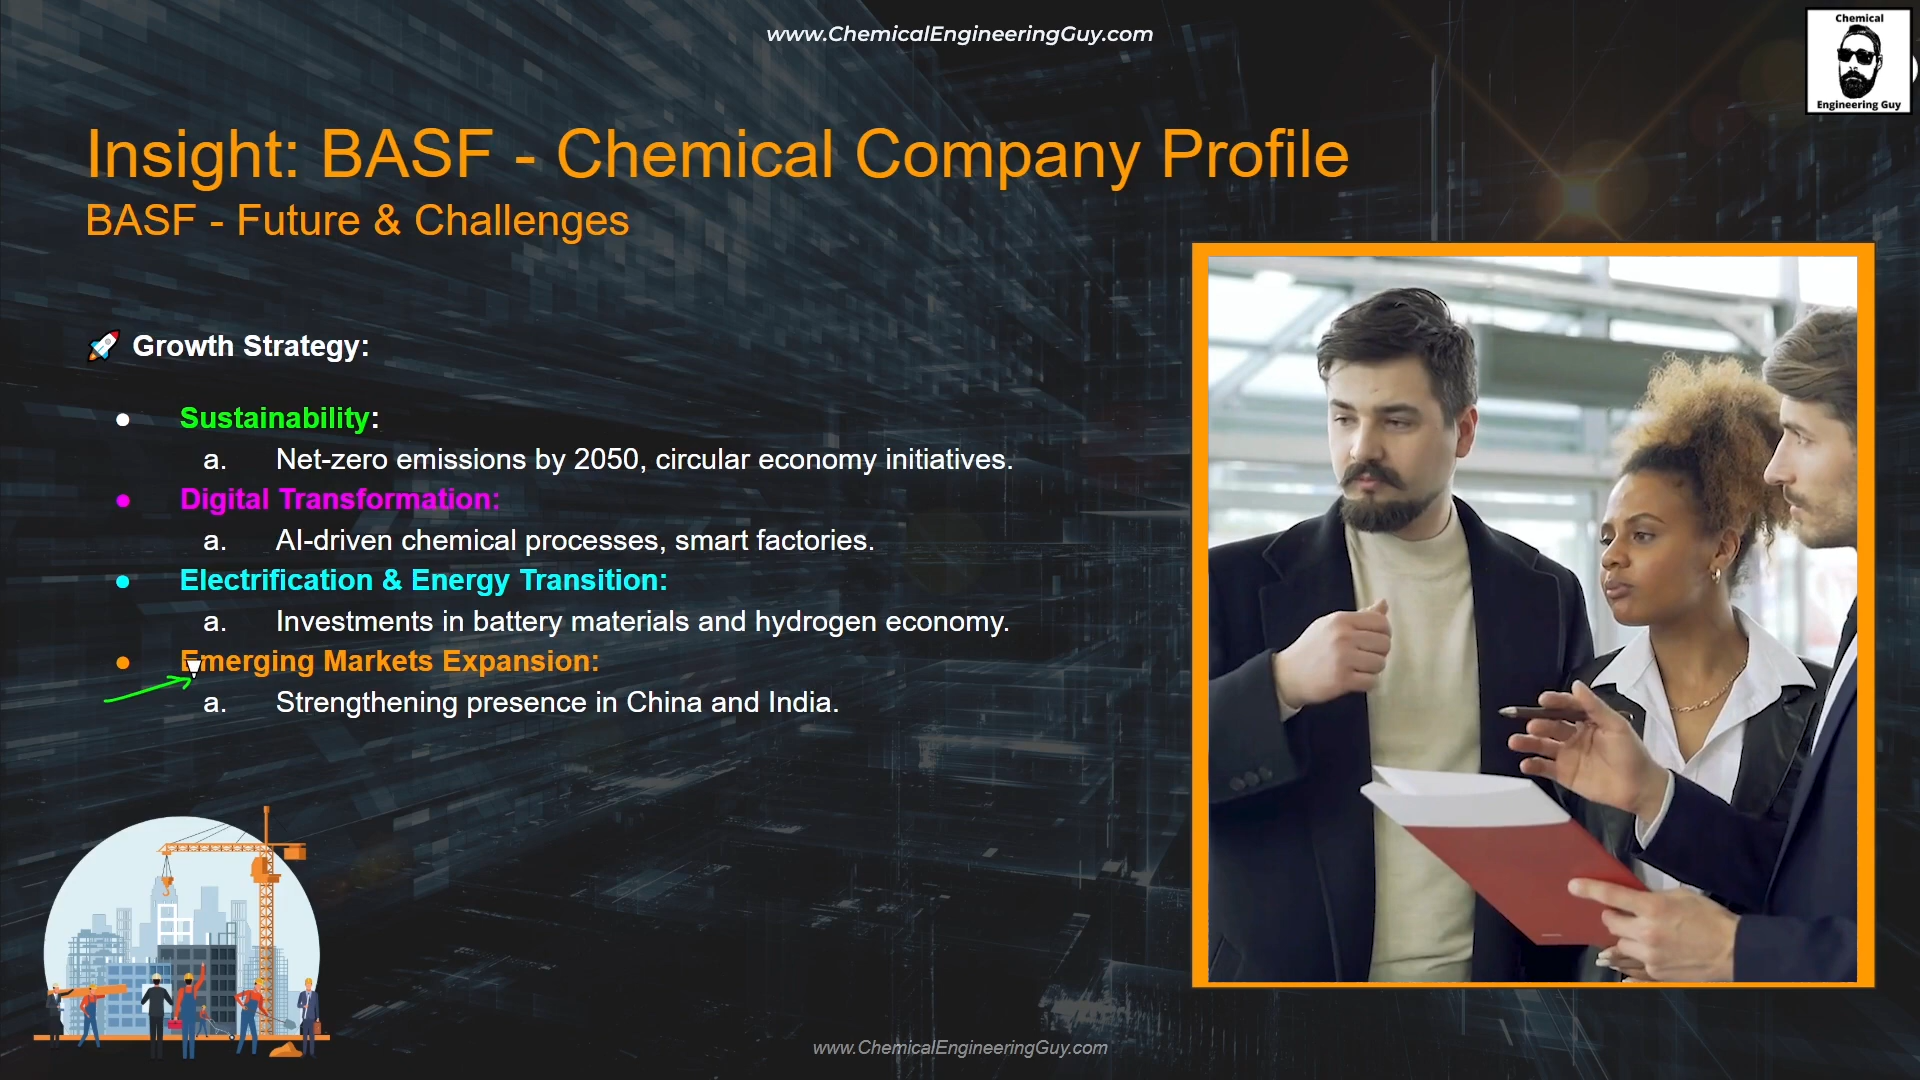 www.ChemicalEngineeringGuy.com
Chemical
Engineering Guy
Insight: BASF - Chemical Company Profile
BASF - Future & Challenges
🚀 Growth Strategy:
● Sustainability:
a. Net-zero emissions by 2050, circular economy initiatives.
● Digital Transformation:
a. AI-driven chemical processes, smart factories.
● Electrification & Energy Transition:
a. Investments in battery materials and hydrogen economy.
● Emerging Markets Expansion:
a. Strengthening presence in China and India.
www.ChemicalEngineeringGuy.com